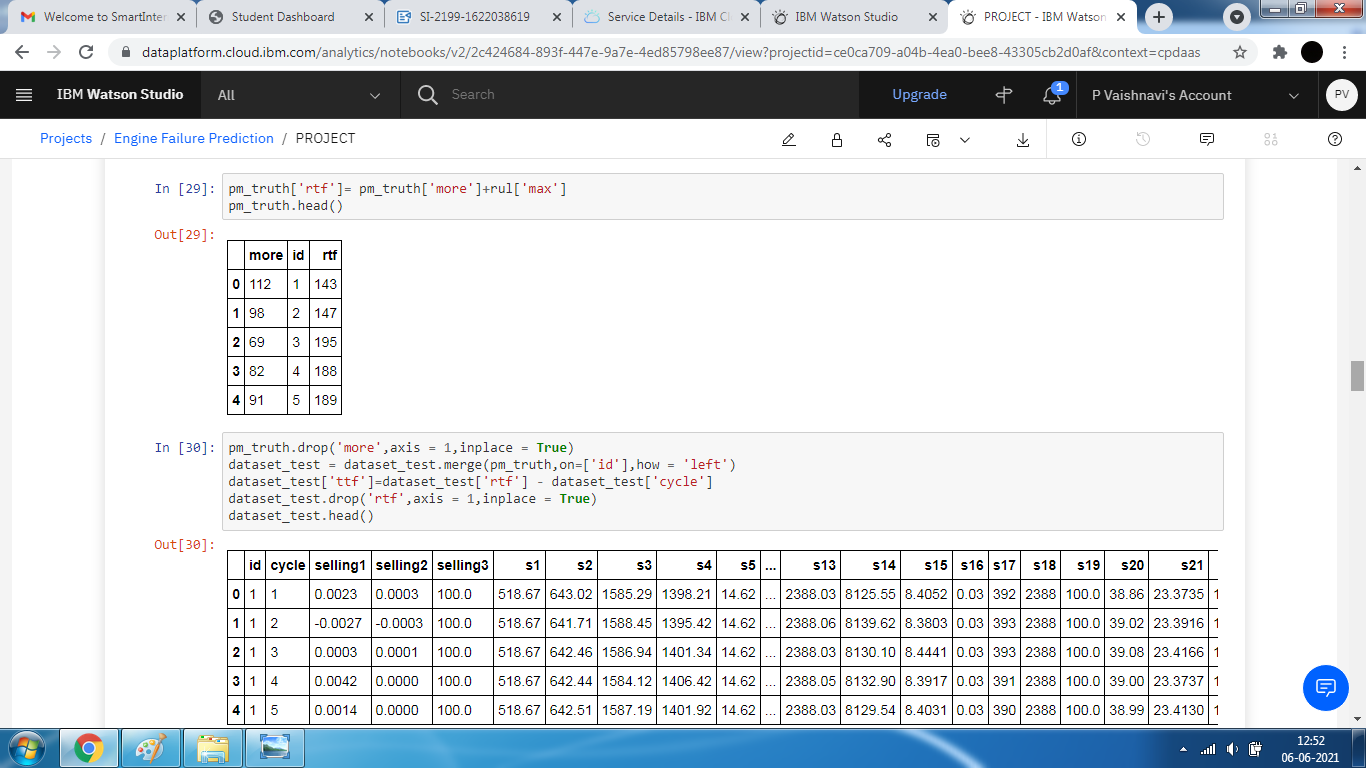 Welcome to SmartInter
Student Dashboard
SI-2199-1622038619
Service Details - IBM Cl
IBM Watson Studio
PROJECT - IBM Watson
dataplatform.cloud.ibm.com/analytics/notebooks/v2/2c424684-893f-447e-9a7e-4ed85798ee87/view?projectid=ce0ca709-a04b-4ea0-bee8-43305cb2d0af&context=cpdaas
IBM Watson Studio All Search Upgrade 1 P Vaishnavi's Account PV
Projects / Engine Failure Prediction / PROJECT
In [29]: pm_truth['rtf']= pm_truth['more']+rul['max']
pm_truth.head()
Out[29]:
more id rtf
0 112 1 143
1 98 2 147
2 69 3 195
3 82 4 188
4 91 5 189
In [30]: pm_truth.drop('more',axis = 1,inplace = True)
dataset_test = dataset_test.merge(pm_truth,on=['id'],how = 'left')
dataset_test['ttf']=dataset_test['rtf'] - dataset_test['cycle']
dataset_test.drop('rtf',axis = 1,inplace = True)
dataset_test.head()
Out[30]:
id cycle selling1 selling2 selling3 s1 s2 s3 s4 s5 ... s13 s14 s15 s16 s17 s18 s19 s20 s21
0 1 1 0.0023 0.0003 100.0 518.67 643.02 1585.29 1398.21 14.62 ... 2388.03 8125.55 8.4052 0.03 392 2388 100.0 38.86 23.3735 1
1 1 2 -0.0027 -0.0003 100.0 518.67 641.71 1588.45 1395.42 14.62 ... 2388.06 8139.62 8.3803 0.03 393 2388 100.0 39.02 23.3916 1
2 1 3 0.0003 0.0001 100.0 518.67 642.46 1586.94 1401.34 14.62 ... 2388.03 8130.10 8.4441 0.03 393 2388 100.0 39.08 23.4166 1
3 1 4 0.0042 0.0000 100.0 518.67 642.44 1584.12 1406.42 14.62 ... 2388.05 8132.90 8.3917 0.03 391 2388 100.0 39.00 23.3737 1
4 1 5 0.0014 0.0000 100.0 518.67 642.51 1587.19 1401.92 14.62 ... 2388.03 8129.54 8.4031 0.03 390 2388 100.0 38.99 23.4130 1
12:52
06-06-2021